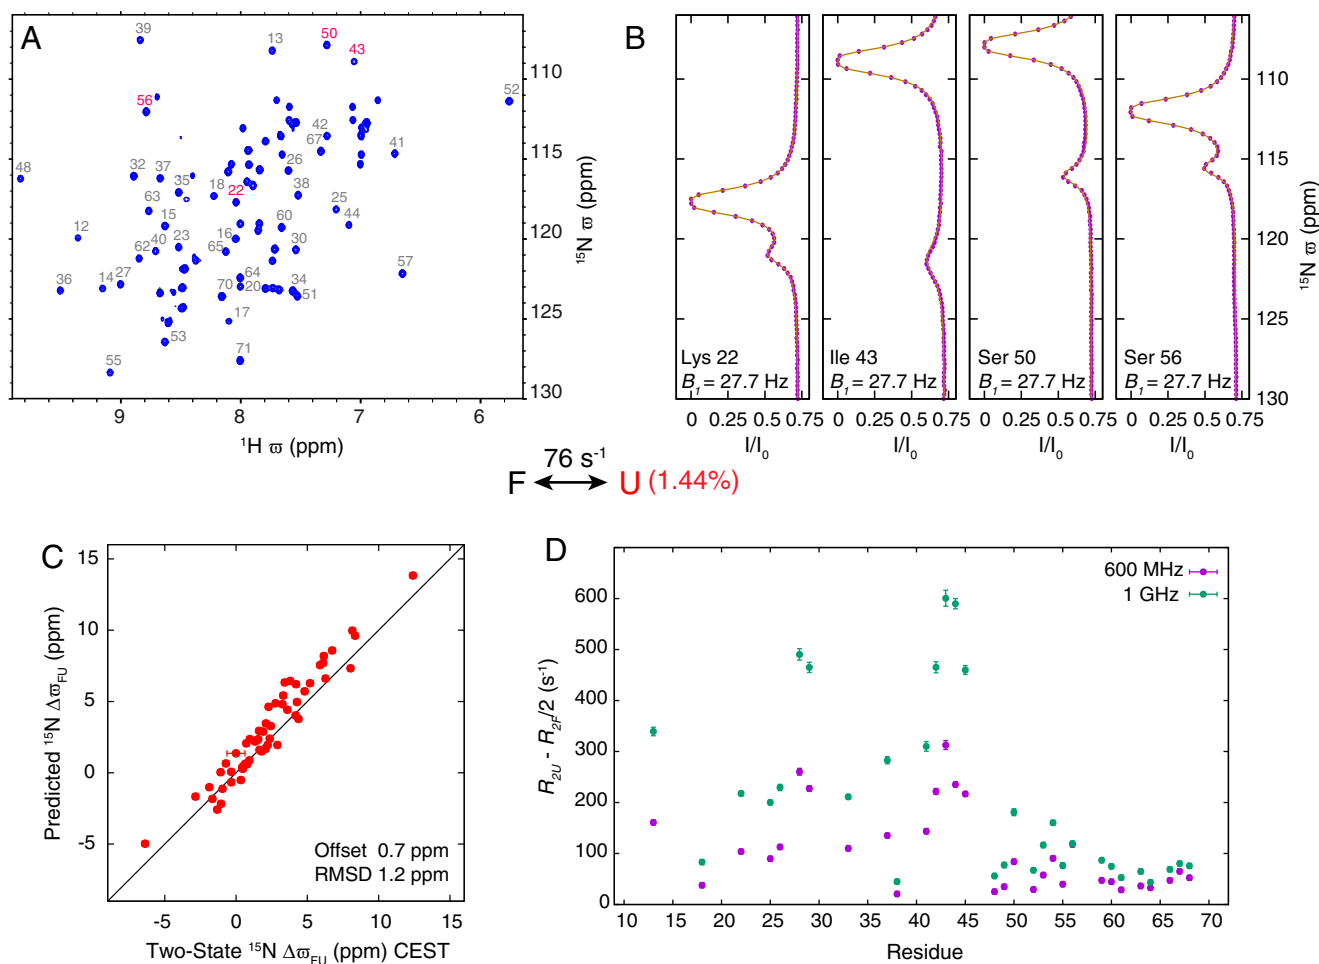 A
39
13
50
43
56
52
110
42
67
41
48
32
37
26
115
35
18
22
38
63
25
12
15
60
44
62
40
23
16
65
30
120
36
14
27
64
57
70
20
34
51
17
53
125
71
55
130
9
8
7
6
¹H ϖ (ppm)
¹⁵N ϖ (ppm)
B
110
115
120
125
130
¹⁵N ϖ (ppm)
Lys 22
B₁ = 27.7 Hz
Ile 43
B₁ = 27.7 Hz
Ser 50
B₁ = 27.7 Hz
Ser 56
B₁ = 27.7 Hz
0 0.25 0.5 0.75
0 0.25 0.5 0.75
0 0.25 0.5 0.75
0 0.25 0.5 0.75
I/I₀
I/I₀
I/I₀
I/I₀
76 s⁻¹
F U (1.44%)
C
15
10
5
0
-5
Predicted ¹⁵N Δϖ_FU (ppm)
Offset 0.7 ppm
RMSD 1.2 ppm
-5 0 5 10 15
Two-State ¹⁵N Δϖ_FU (ppm) CEST
D
600 MHz
1 GHz
600
500
400
300
200
100
0
R₂U - R₂F/2 (s⁻¹)
10 15 20 25 30 35 40 45 50 55 60 65 70
Residue